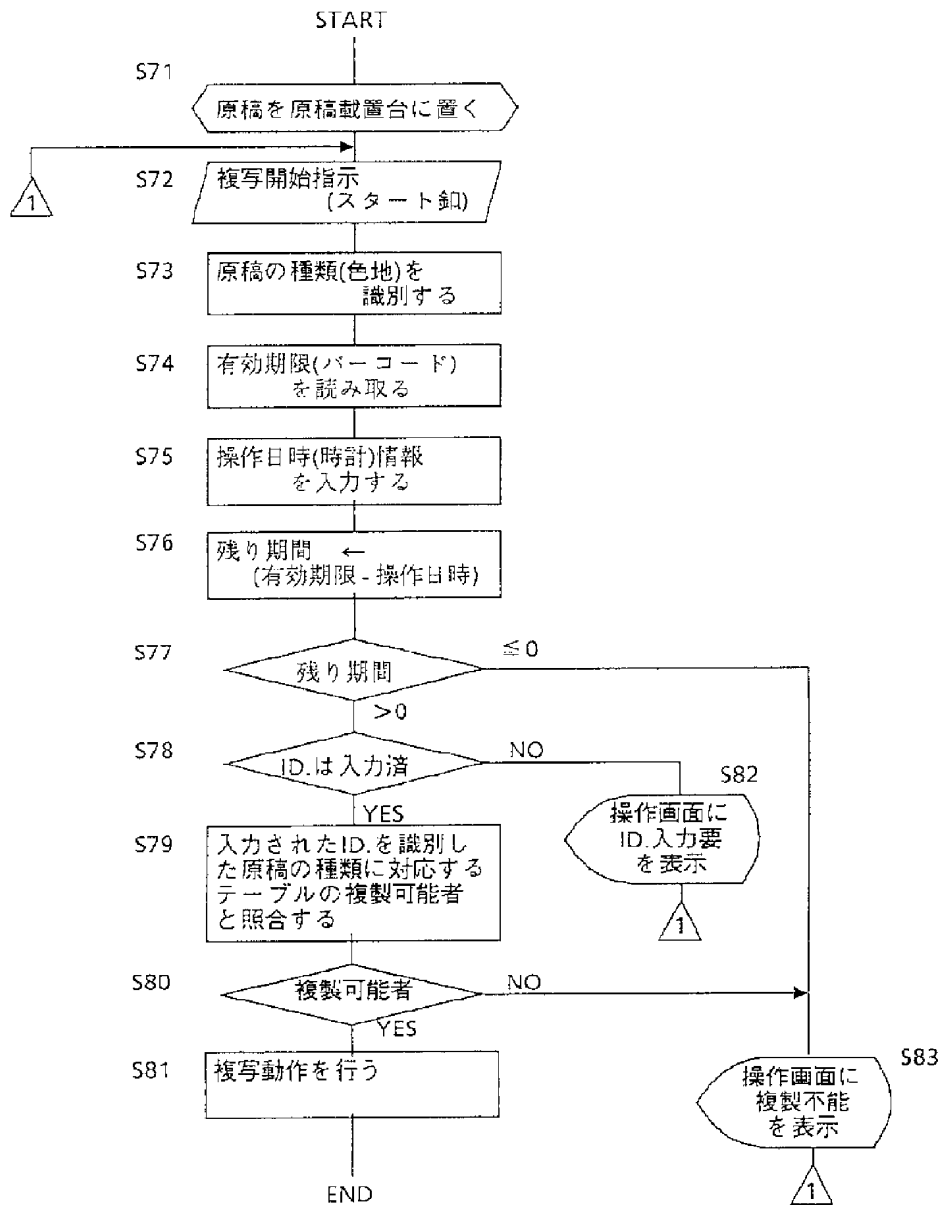 START
S71
原稿を原稿載置台に置く
1
S72
複写開始指示
(スタート釦)
S73
原稿の種類(色地)を
識別する
S74
有効期限(バーコード)
を読み取る
S75
操作日時(時計)情報
を入力する
S76
残り期間 ←
(有効期限-操作日時)
S77
残り期間
≦0
>0
S78
ID.は入力済
NO
YES
S82
操作画面に
ID.入力要
を表示
1
S79
入力されたID.を識別し
た原稿の種類に対応する
テーブルの複製可能者
と照合する
S80
複製可能者
NO
YES
S81
複写動作を行う
S83
操作画面に
複製不能
を表示
1
END